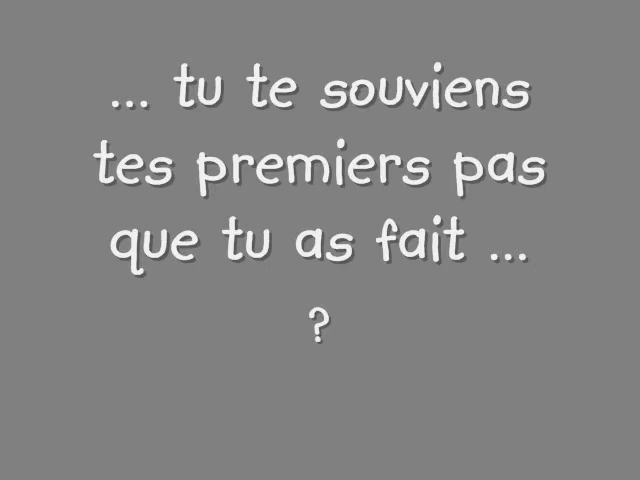 ... tu te souviens
tes premiers pas
que tu as fait ...
?